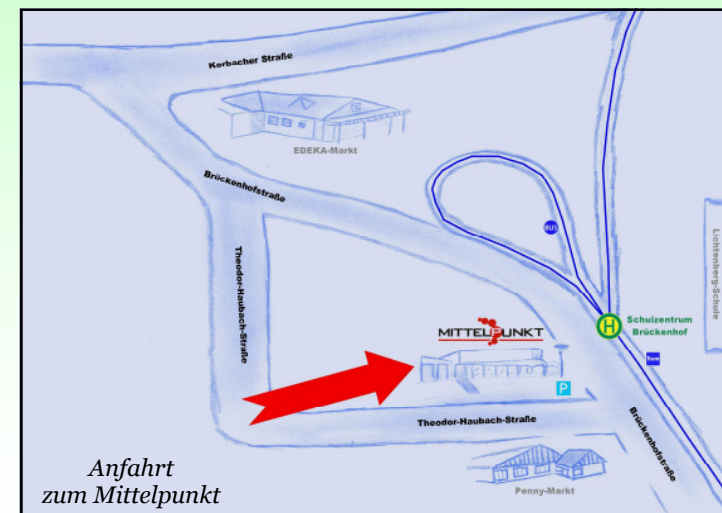 Korbacher Straße
EDEKA-Markt
Brückenhofstraße
Theodor-Haubach-Straße
BUS
Lichtenberg-Schule
H
Schulzentrum
Brückenhof
MITTELPUNKT
Tram
P
Theodor-Haubach-Straße
Brückenhofstraße
Penny-Markt
Anfahrt
zum Mittelpunkt